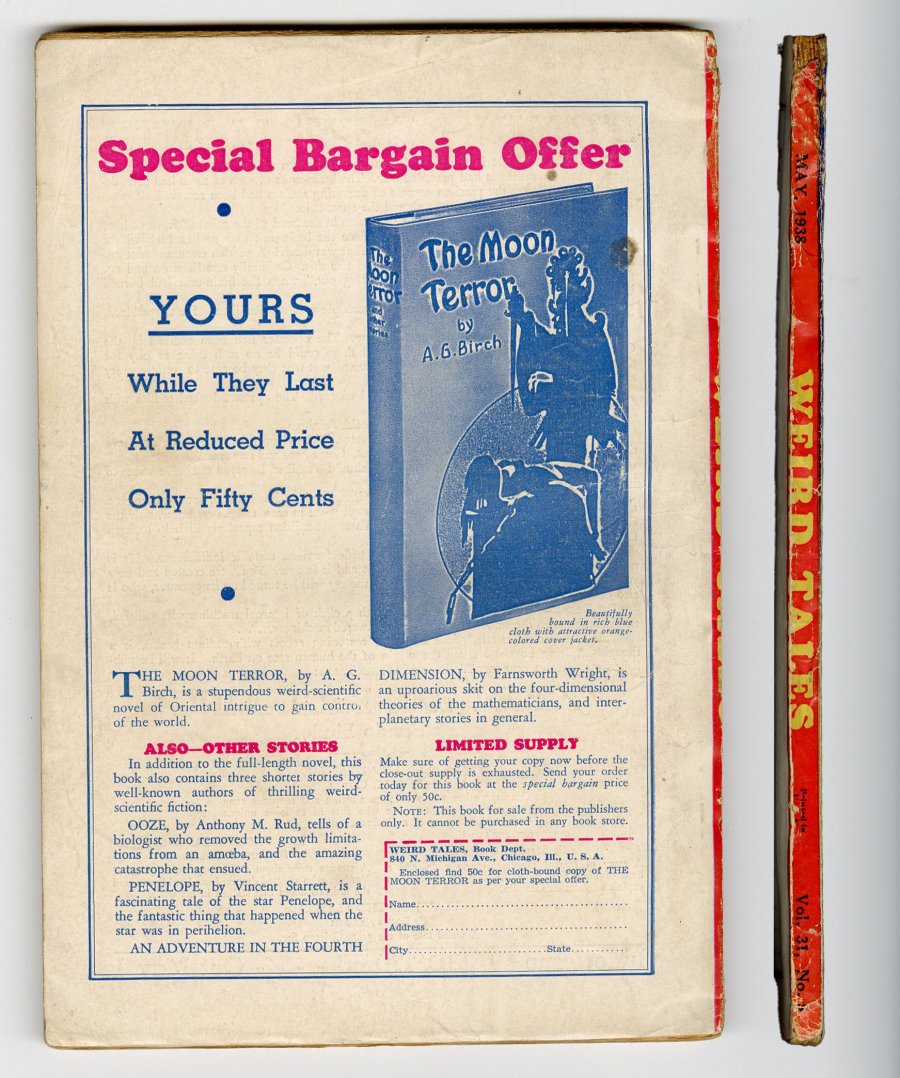 Special Bargain Offer
YOURS
While They Last
At Reduced Price
Only Fifty Cents
The Moon
Terror
by
A.G. Birch
The
Moon
Terror
Beautifully
bound in rich blue
cloth with attractive orange-
colored cover jacket.
THE MOON TERROR, by A. G.
Birch, is a stupendous weird-scientific
novel of Oriental intrigue to gain control
of the world.
ALSO—OTHER STORIES
In addition to the full-length novel, this
book also contains three shorter stories by
well-known authors of thrilling weird-
scientific fiction:
OOZE, by Anthony M. Rud, tells of a
biologist who removed the growth limita-
tions from an amœba, and the amazing
catastrophe that ensued.
PENELOPE, by Vincent Starrett, is a
fascinating tale of the star Penelope, and
the fantastic thing that happened when the
star was in perihelion.
AN ADVENTURE IN THE FOURTH
DIMENSION, by Farnsworth Wright, is
an uproarious skit on the four-dimensional
theories of the mathematicians, and inter-
planetary stories in general.
LIMITED SUPPLY
Make sure of getting your copy now before the
close-out supply is exhausted. Send your order
today for this book at the special bargain price
of only 50c.
NOTE: This book for sale from the publishers
only. It cannot be purchased in any book store.
WEIRD TALES, Book Dept.
840 N. Michigan Ave., Chicago, Ill., U. S. A.
Enclosed find 50c for cloth-bound copy of THE
MOON TERROR as per your special offer.
Name
Address
City State
MAY, 1938
WEIRD TALES
Printed in
Vol. 31, No.